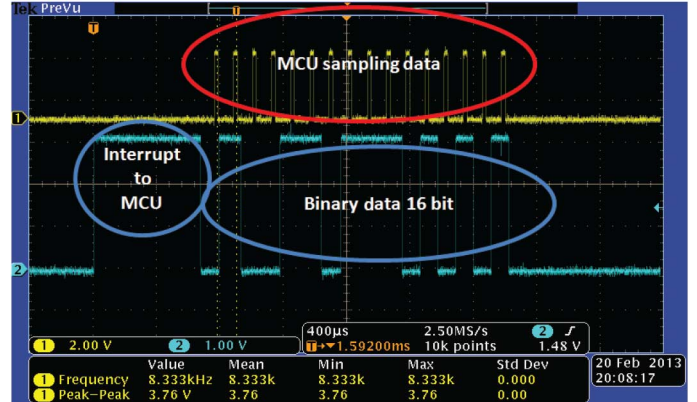 Tek PreVu
T
T
MCU sampling data
1
Interrupt
to
MCU
Binary data 16 bit
2
1 2.00 V 2 1.00 V
400µs 2.50MS/s 2
T→▼1.59200ms 10k points 1.48 V
Value Mean Min Max Std Dev
1 Frequency 8.333kHz 8.333k 8.333k 8.333k 0.000
1 Peak−Peak 3.76 V 3.76 3.76 3.76 0.00
20 Feb 2013
20:08:17